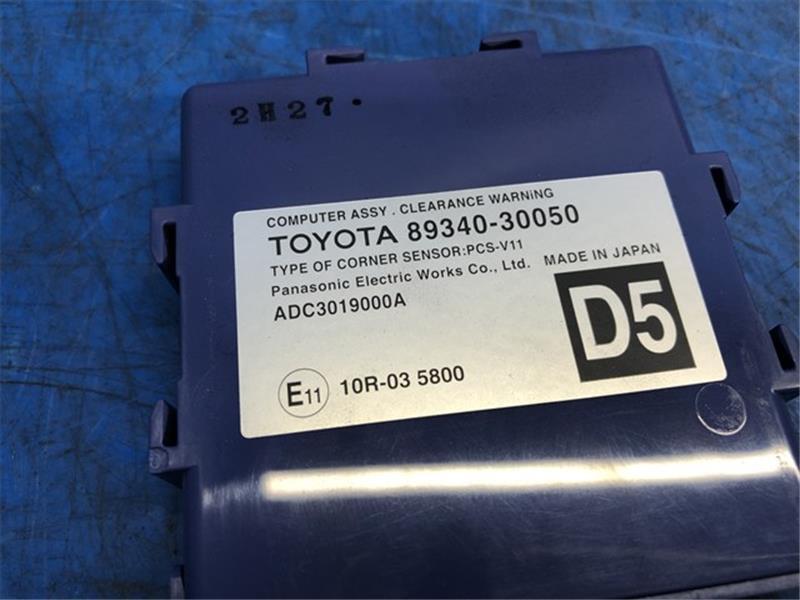 2H27.
COMPUTER ASSY . CLEARANCE WARNING
TOYOTA 89340-30050
TYPE OF CORNER SENSOR:PCS-V11
Panasonic Electric Works Co., Ltd. MADE IN JAPAN
ADC3019000A
D5
E11 10R-03 5800